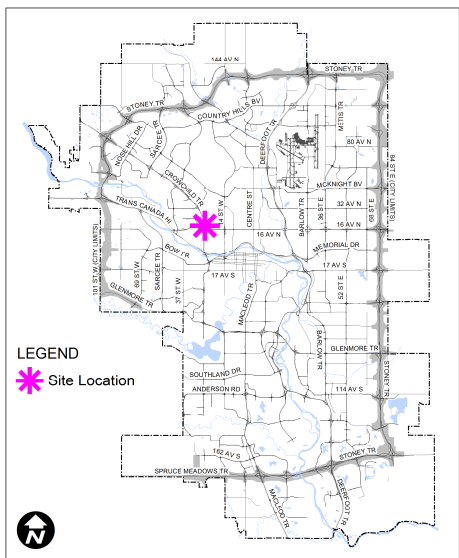 144 AV N
STONEY TR
STONEY TR
COUNTRY HILLS BV
NOSE HILL DR
SARCEE TR
DEERFOOT TR
METIS TR
80 AV N
CROWCHILD TR
MCKNIGHT BV
84 ST E (CITY LIMITS)
TRANS CANADA HI
14 ST W
CENTRE ST
BARLOW TR
36 ST E
32 AV N
68 ST E
16 AV N
16 AV N
101 ST W (CITY LIMITS)
BOW TR
MEMORIAL DR
69 ST W
SARCEE TR
37 ST W
17 AV S
17 AV S
GLENMORE TR
MACLEOD TR
52 ST E
BARLOW TR
GLENMORE TR
LEGEND
Site Location
SOUTHLAND DR
ANDERSON RD
114 AV S
STONEY TR
162 AV S
STONEY TR
SPRUCE MEADOWS TR
MACLEOD TR
DEERFOOT TR
N